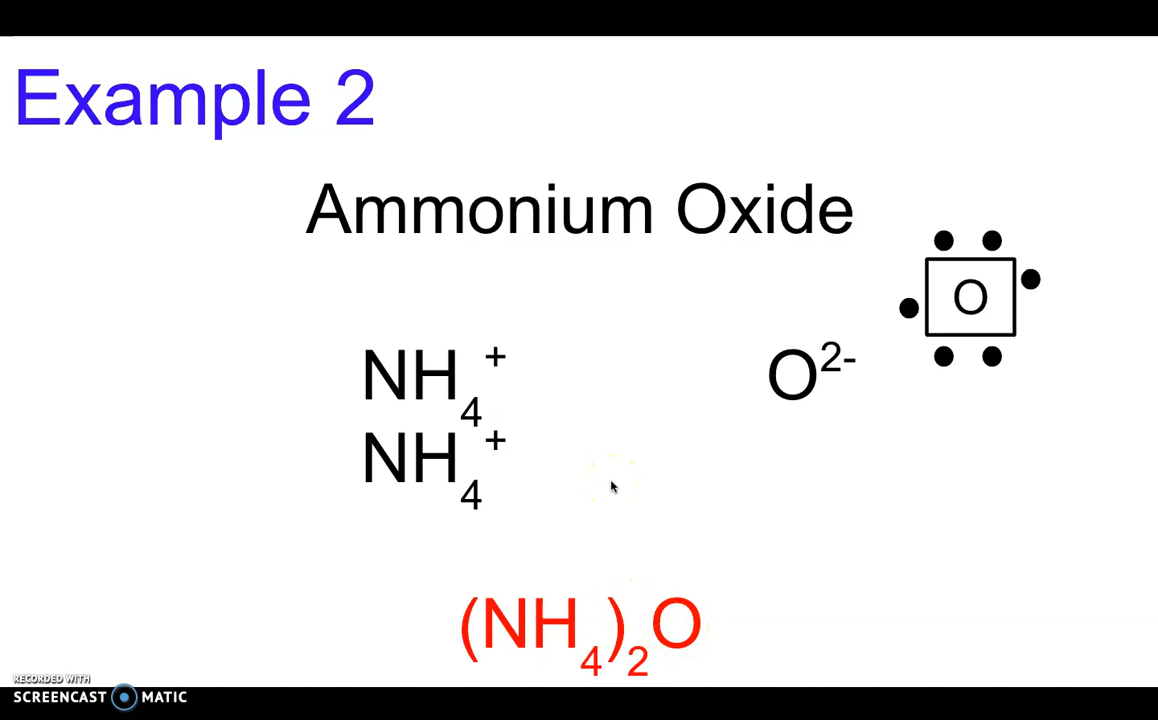 Example 2
Ammonium Oxide
O
NH₄⁺ O²⁻
NH₄⁺
(NH₄)₂O
RECORDED WITH
SCREENCAST MATIC